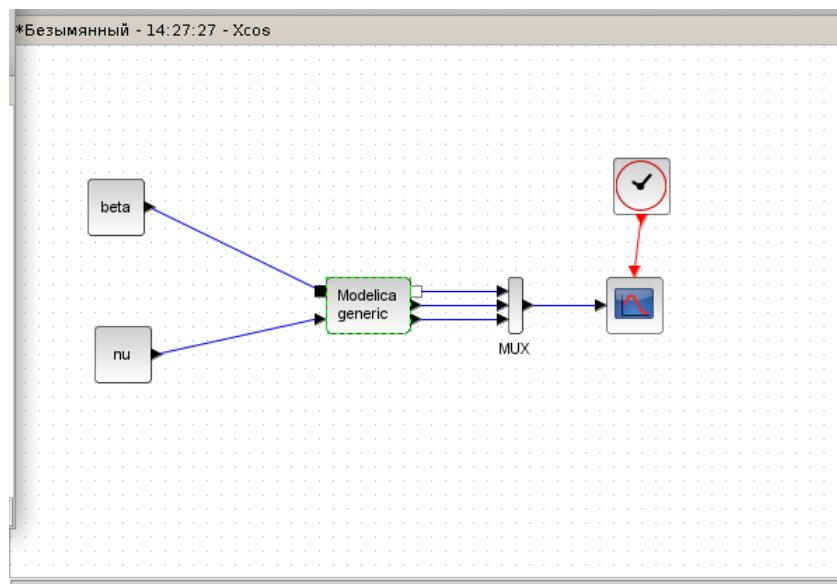 *Безымянный - 14:27:27 - Xcos
beta
Modelica
generic
nu
MUX